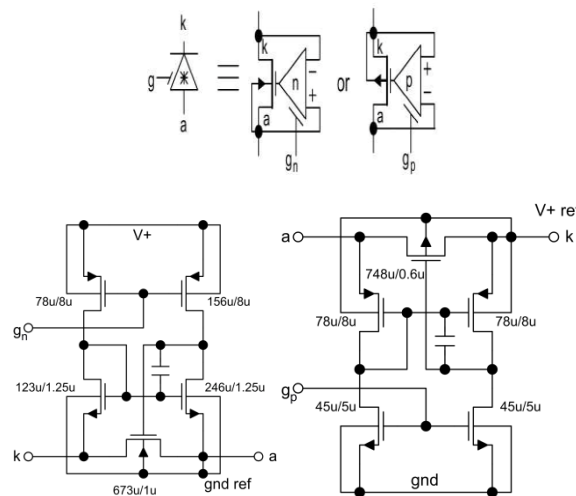 k
g
a
k
n
a
− +
g_n
or
k
p
a
+ −
g_p
V+
78u/8u
156u/8u
g_n
123u/1.25u
246u/1.25u
k
a
673u/1u
gnd ref
V+ ref
a
k
748u/0.6u
78u/8u
78u/8u
g_p
45u/5u
45u/5u
gnd